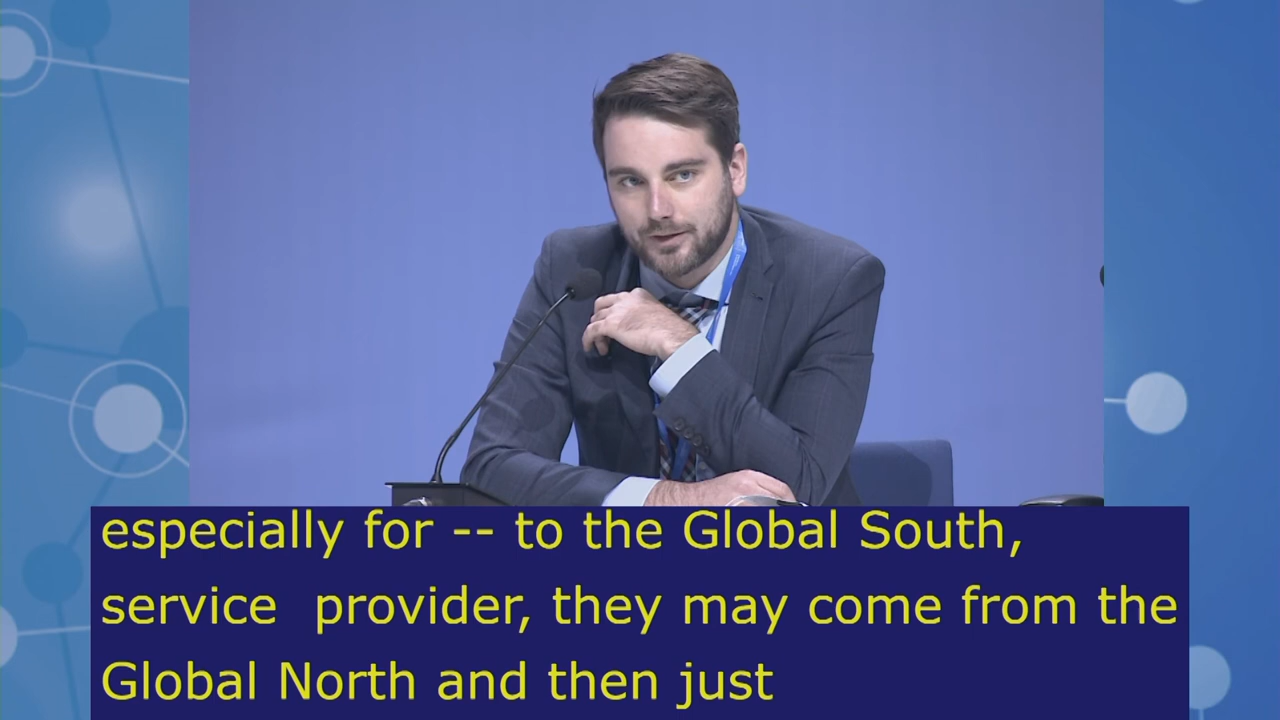 especially for -- to the Global South,
service  provider, they may come from the
Global North and then just